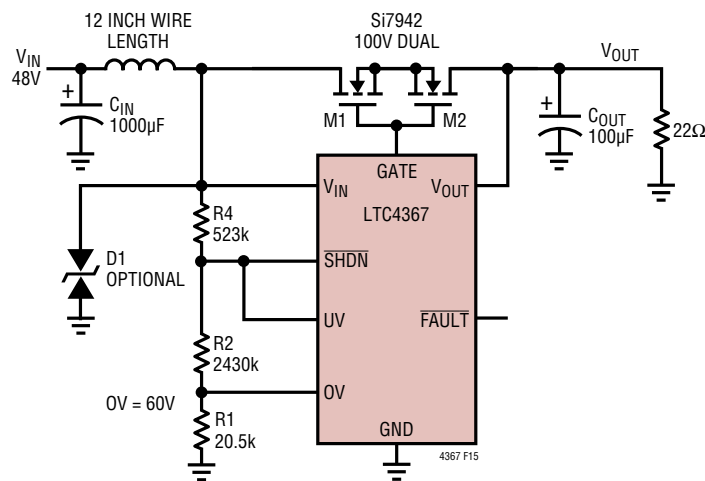 12 INCH WIRE
LENGTH
Si7942
100V DUAL
VIN
48V
VOUT
+
CIN
1000µF
M1
M2
+
COUT
100µF
22Ω
GATE
VIN
VOUT
LTC4367
R4
523k
D1
OPTIONAL
SHDN
UV
FAULT
R2
2430k
OV = 60V
OV
R1
20.5k
GND
4367 F15